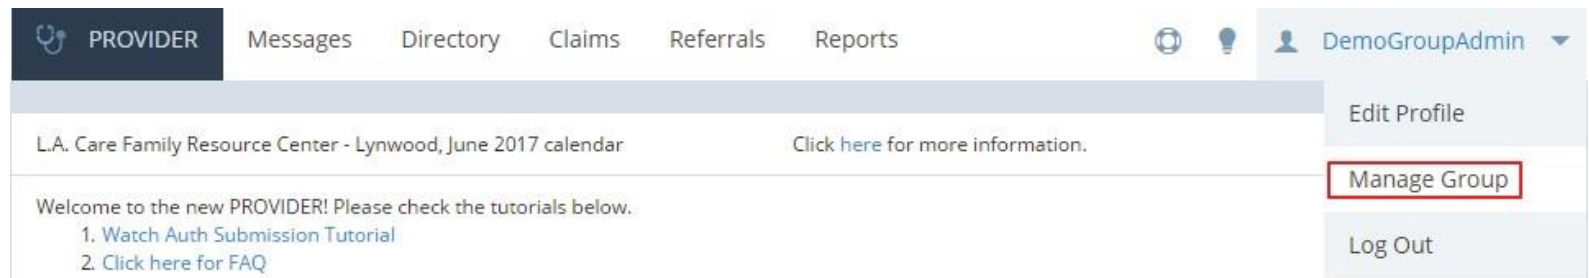 PROVIDER Messages Directory Claims Referrals Reports DemoGroupAdmin
Edit Profile
L.A. Care Family Resource Center - Lynwood, June 2017 calendar Click here for more information.
Manage Group
Welcome to the new PROVIDER! Please check the tutorials below.
1. Watch Auth Submission Tutorial
Log Out
2. Click here for FAQ